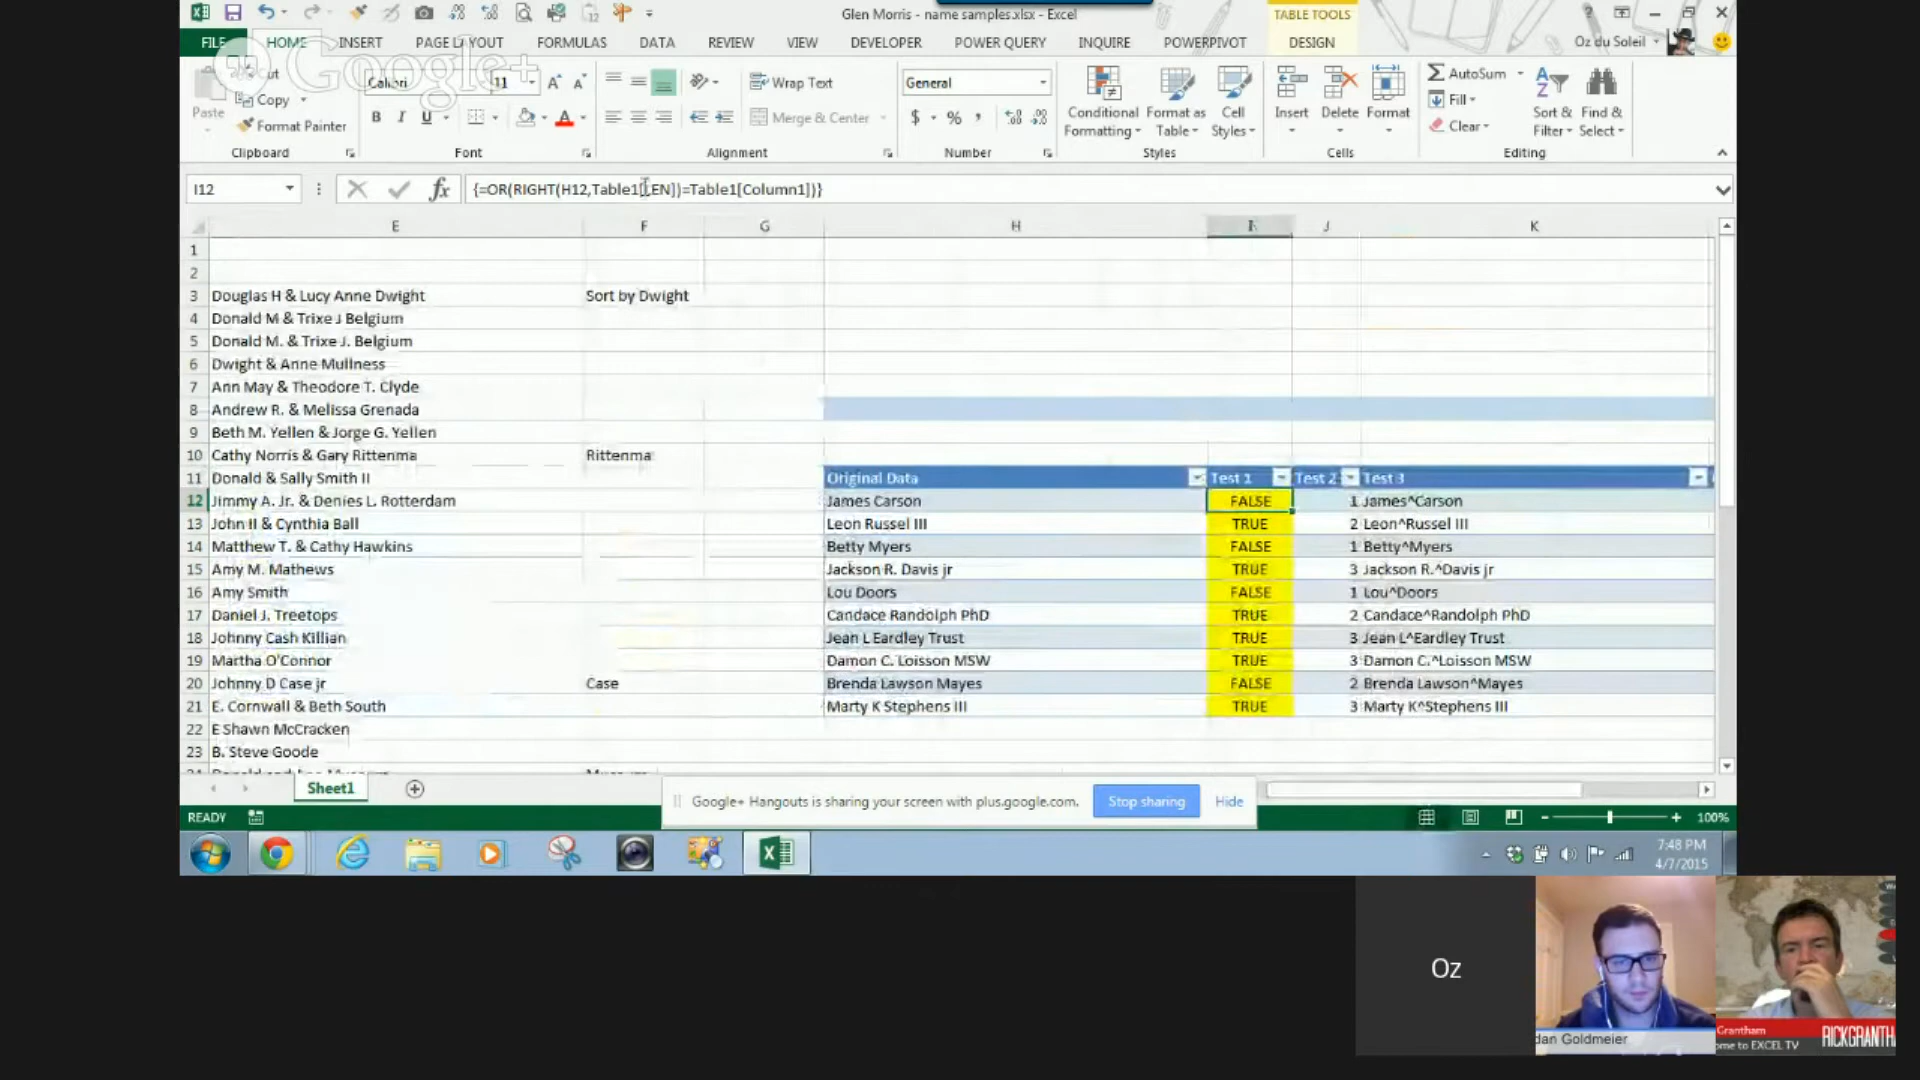 Glen Morris - name samples.xlsx - Excel
TABLE TOOLS
FILE HOME INSERT PAGE LAYOUT FORMULAS DATA REVIEW VIEW DEVELOPER POWER QUERY INQUIRE POWERPIVOT DESIGN
Oz du Soleil
Google+
Paste
Cut
Copy
Format Painter
Clipboard
Calibri 11
B I U
Font
Wrap Text
Merge & Center
Alignment
General
$ % ,
Number
Conditional Formatting
Format as Table
Cell Styles
Styles
Insert
Delete
Format
Cells
AutoSum
Fill
Clear
Sort & Filter
Find & Select
Editing
I12
fx
{=OR(RIGHT(H12,Table1[LEN])=Table1[Column1])}
E F G H I J K
1
2
3 Douglas H & Lucy Anne Dwight Sort by Dwight
4 Donald M & Trixe J Belgium
5 Donald M. & Trixe J. Belgium
6 Dwight & Anne Mullness
7 Ann May & Theodore T. Clyde
8 Andrew R. & Melissa Grenada
9 Beth M. Yellen & Jorge G. Yellen
10 Cathy Norris & Gary Rittenma Rittenma
11 Donald & Sally Smith II Original Data Test 1 Test 2 Test 3
12 Jimmy A. Jr. & Denies L. Rotterdam James Carson FALSE 1 James^Carson
13 John II & Cynthia Ball Leon Russel III TRUE 2 Leon^Russel III
14 Matthew T. & Cathy Hawkins Betty Myers FALSE 1 Betty^Myers
15 Amy M. Mathews Jackson R. Davis jr TRUE 3 Jackson R.^Davis jr
16 Amy Smith Lou Doors FALSE 1 Lou^Doors
17 Daniel J. Treetops Candace Randolph PhD TRUE 2 Candace^Randolph PhD
18 Johnny Cash Killian Jean L Eardley Trust TRUE 3 Jean L^Eardley Trust
19 Martha O'Connor Damon C. Loisson MSW TRUE 3 Damon C.^Loisson MSW
20 Johnny D Case jr Case Brenda Lawson Mayes FALSE 2 Brenda Lawson^Mayes
21 E. Cornwall & Beth South Marty K Stephens III TRUE 3 Marty K^Stephens III
22 E Shawn McCracken
23 B. Steve Goode
Sheet1
Google+ Hangouts is sharing your screen with plus.google.com. Stop sharing Hide
READY
100%
7:48 PM
4/7/2015
Oz
dan Goldmeier
Grantham
ome to EXCEL TV
RICKGRANTH